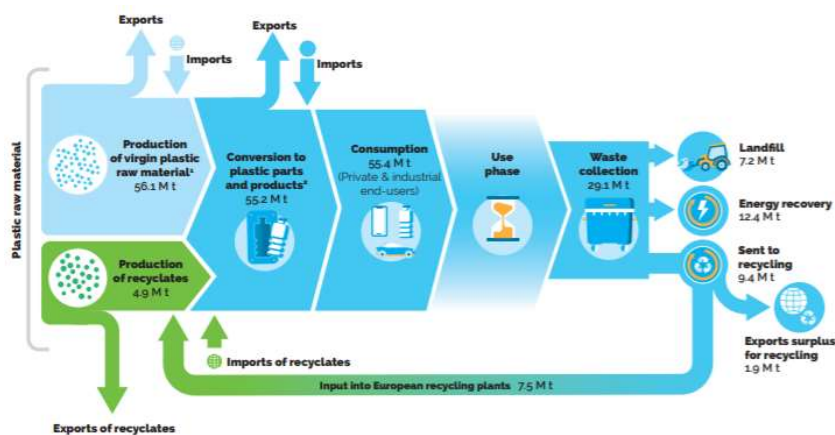 Exports
Exports
Imports
Imports
Plastic raw material
Production
of virgin plastic
raw material¹
56.1 M t
Conversion to
plastic parts
and products²
55.2 M t
Consumption
55.4 M t
(Private & industrial
end-users)
Use
phase
Waste
collection
29.1 M t
Landfill
7.2 M t
Energy recovery
12.4 M t
Sent to
recycling
9.4 M t
Production
of recyclates
4.9 M t
Imports of recyclates
Exports surplus
for recycling
1.9 M t
Input into European recycling plants 7.5 M t
Exports of recyclates